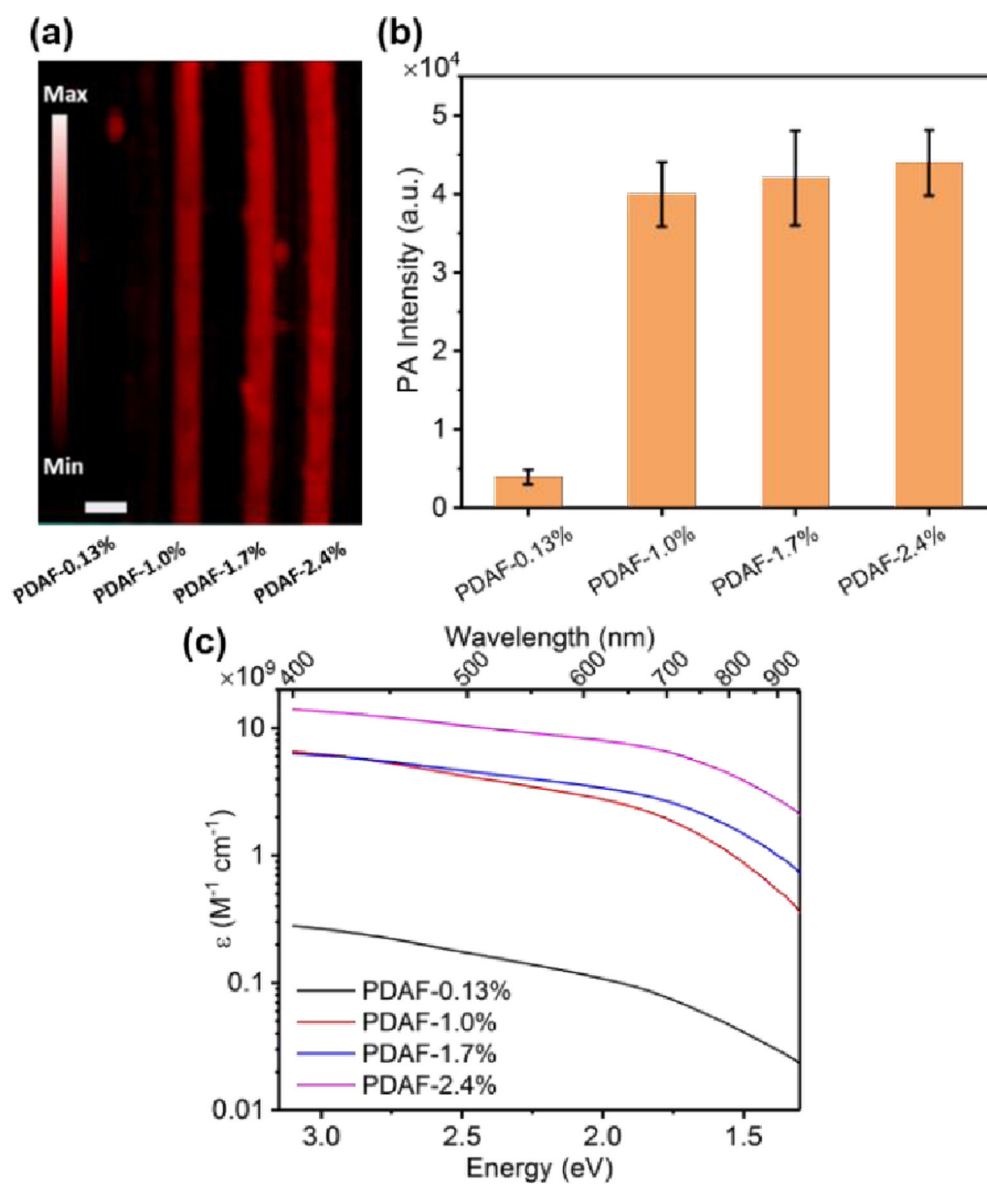 (a)
Max
Min
PDAF-0.13%
PDAF-1.0%
PDAF-1.7%
PDAF-2.4%
(b)
×10⁴
5
4
3
2
1
0
PA Intensity (a.u.)
PDAF-0.13%
PDAF-1.0%
PDAF-1.7%
PDAF-2.4%
(c)
Wavelength (nm)
400 500 600 700 800 900
×10⁹
10
1
0.1
0.01
ε (M⁻¹ cm⁻¹)
PDAF-0.13%
PDAF-1.0%
PDAF-1.7%
PDAF-2.4%
3.0 2.5 2.0 1.5
Energy (eV)